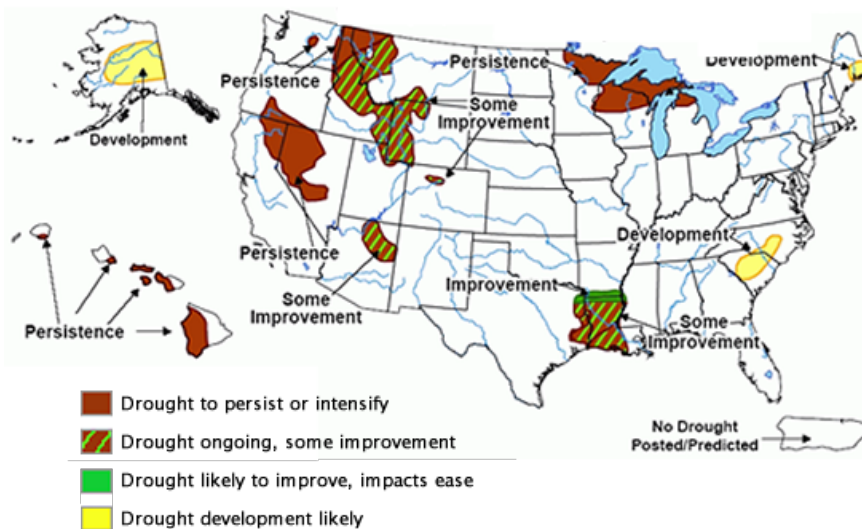 Persistence
Development
Persistence
Development
Some
Improvement
Persistence
Development
Improvement
Some
Improvement
Persistence
Some
Improvement
Drought to persist or intensify
Drought ongoing, some improvement
No Drought
Posted/Predicted
Drought likely to improve, impacts ease
Drought development likely